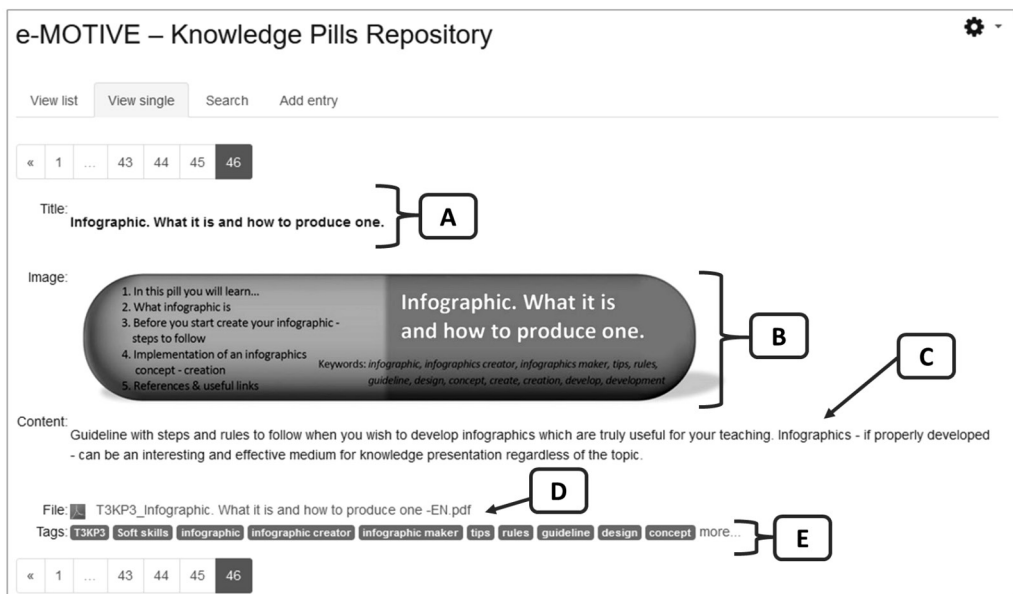 e-MOTIVE – Knowledge Pills Repository
View list View single Search Add entry
« 1 ... 43 44 45 46
Title:
Infographic. What it is and how to produce one.
A
Image:
1. In this pill you will learn...
2. What infographic is
3. Before you start create your infographic -
steps to follow
4. Implementation of an infographics
concept - creation
5. References & useful links
Infographic. What it is
and how to produce one.
Keywords: infographic, infographics creator, infographics maker, tips, rules,
guideline, design, concept, create, creation, develop, development
B
C
Content:
Guideline with steps and rules to follow when you wish to develop infographics which are truly useful for your teaching. Infographics - if properly developed
- can be an interesting and effective medium for knowledge presentation regardless of the topic.
D
File: T3KP3_Infographic. What it is and how to produce one -EN.pdf
Tags: T3KP3 Soft skills infographic infographic creator infographic maker tips rules guideline design concept more...
E
« 1 ... 43 44 45 46